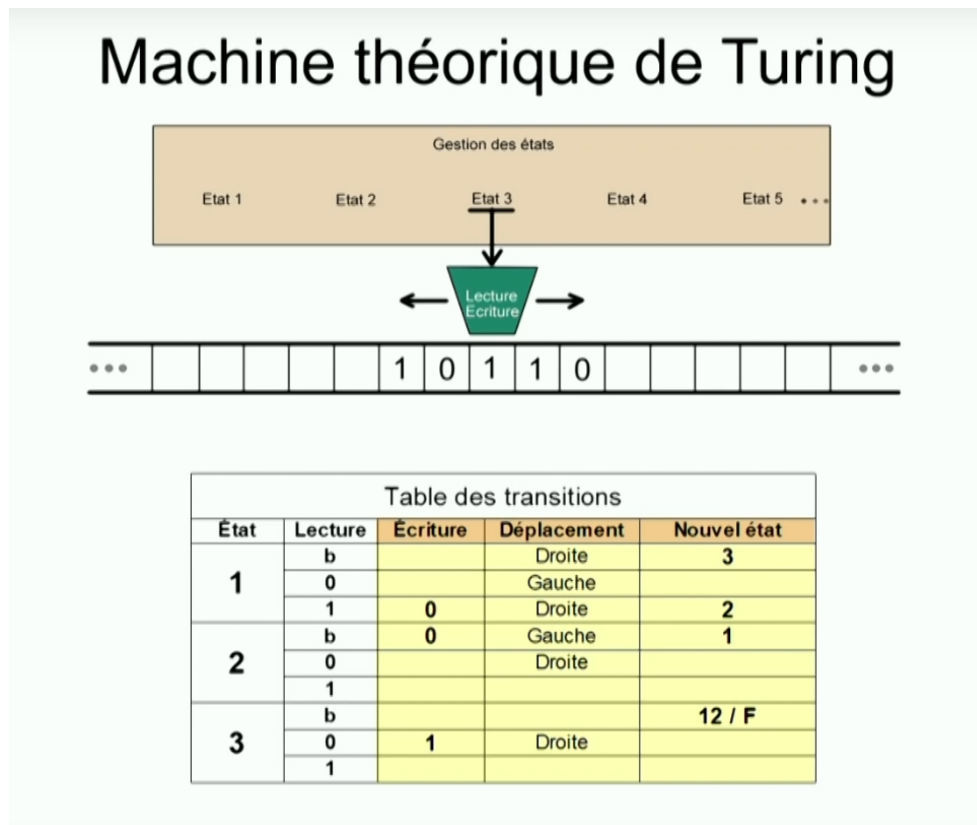 Machine théorique de Turing
Gestion des états
Etat 1 Etat 2 Etat 3 Etat 4 Etat 5 ...
Lecture
Ecriture
... 1 0 1 1 0 ...
Table des transitions
État Lecture Écriture Déplacement Nouvel état
1
b Droite 3
0 Gauche
1 0 Droite 2
2
b 0 Gauche 1
0 Droite
1
3
b 12 / F
0 1 Droite
1